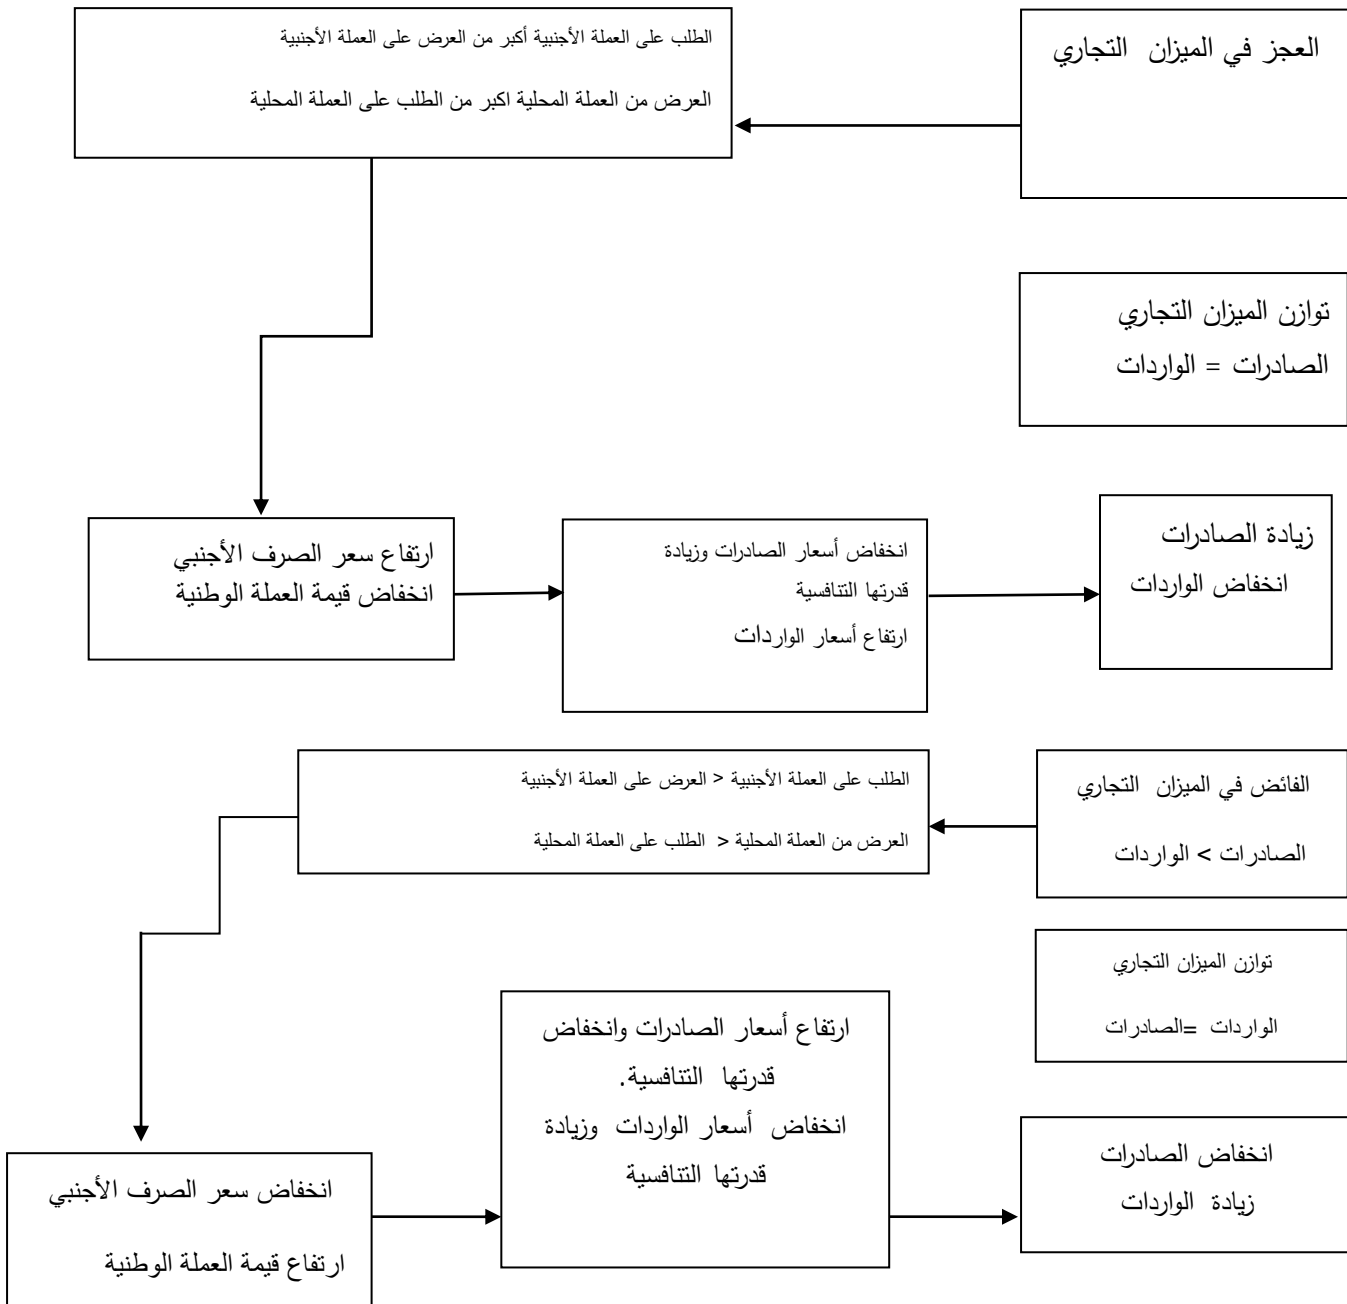 العجز في الميزان التجاري
الطلب على العملة الأجنبية أكبر من العرض على العملة الأجنبية
العرض من العملة المحلية اكبر من الطلب على العملة المحلية
توازن الميزان التجاري
الصادرات = الواردات
ارتفاع سعر الصرف الأجنبي
انخفاض قيمة العملة الوطنية
انخفاض أسعار الصادرات وزيادة
قدرتها التنافسية
ارتفاع أسعار الواردات
زيادة الصادرات
انخفاض الواردات
الفائض في الميزان التجاري
الصادرات > الواردات
الطلب على العملة الأجنبية < العرض على العملة الأجنبية
العرض من العملة المحلية < الطلب على العملة المحلية
توازن الميزان التجاري
الواردات =الصادرات
انخفاض سعر الصرف الأجنبي
ارتفاع قيمة العملة الوطنية
ارتفاع أسعار الصادرات وانخفاض
قدرتها التنافسية.
انخفاض أسعار الواردات وزيادة
قدرتها التنافسية
انخفاض الصادرات
زيادة الواردات